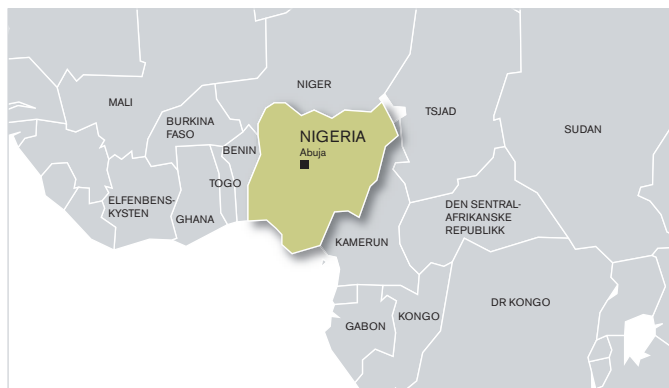 NIGER
MALI
TSJAD
BURKINA
FASO
SUDAN
NIGERIA
Abuja
BENIN
TOGO
ELFENBENS-
KYSTEN
GHANA
DEN SENTRAL-
AFRIKANSKE
REPUBLIKK
KAMERUN
DR KONGO
KONGO
GABON